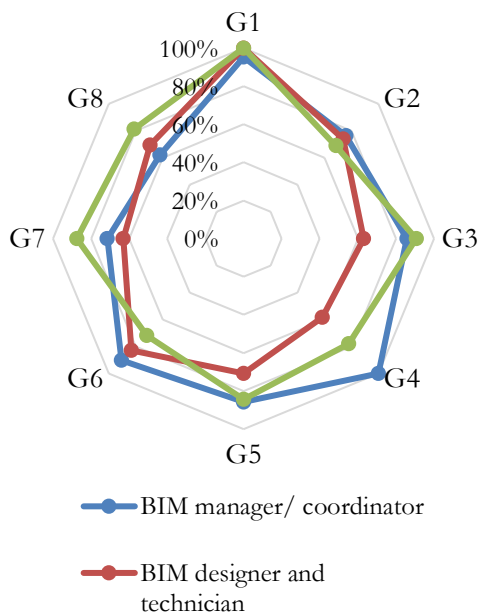 G1
100%
G8
80%
G2
60%
40%
20%
G7
0%
G3
G6
G4
G5
BIM manager/ coordinator
BIM designer and
technician